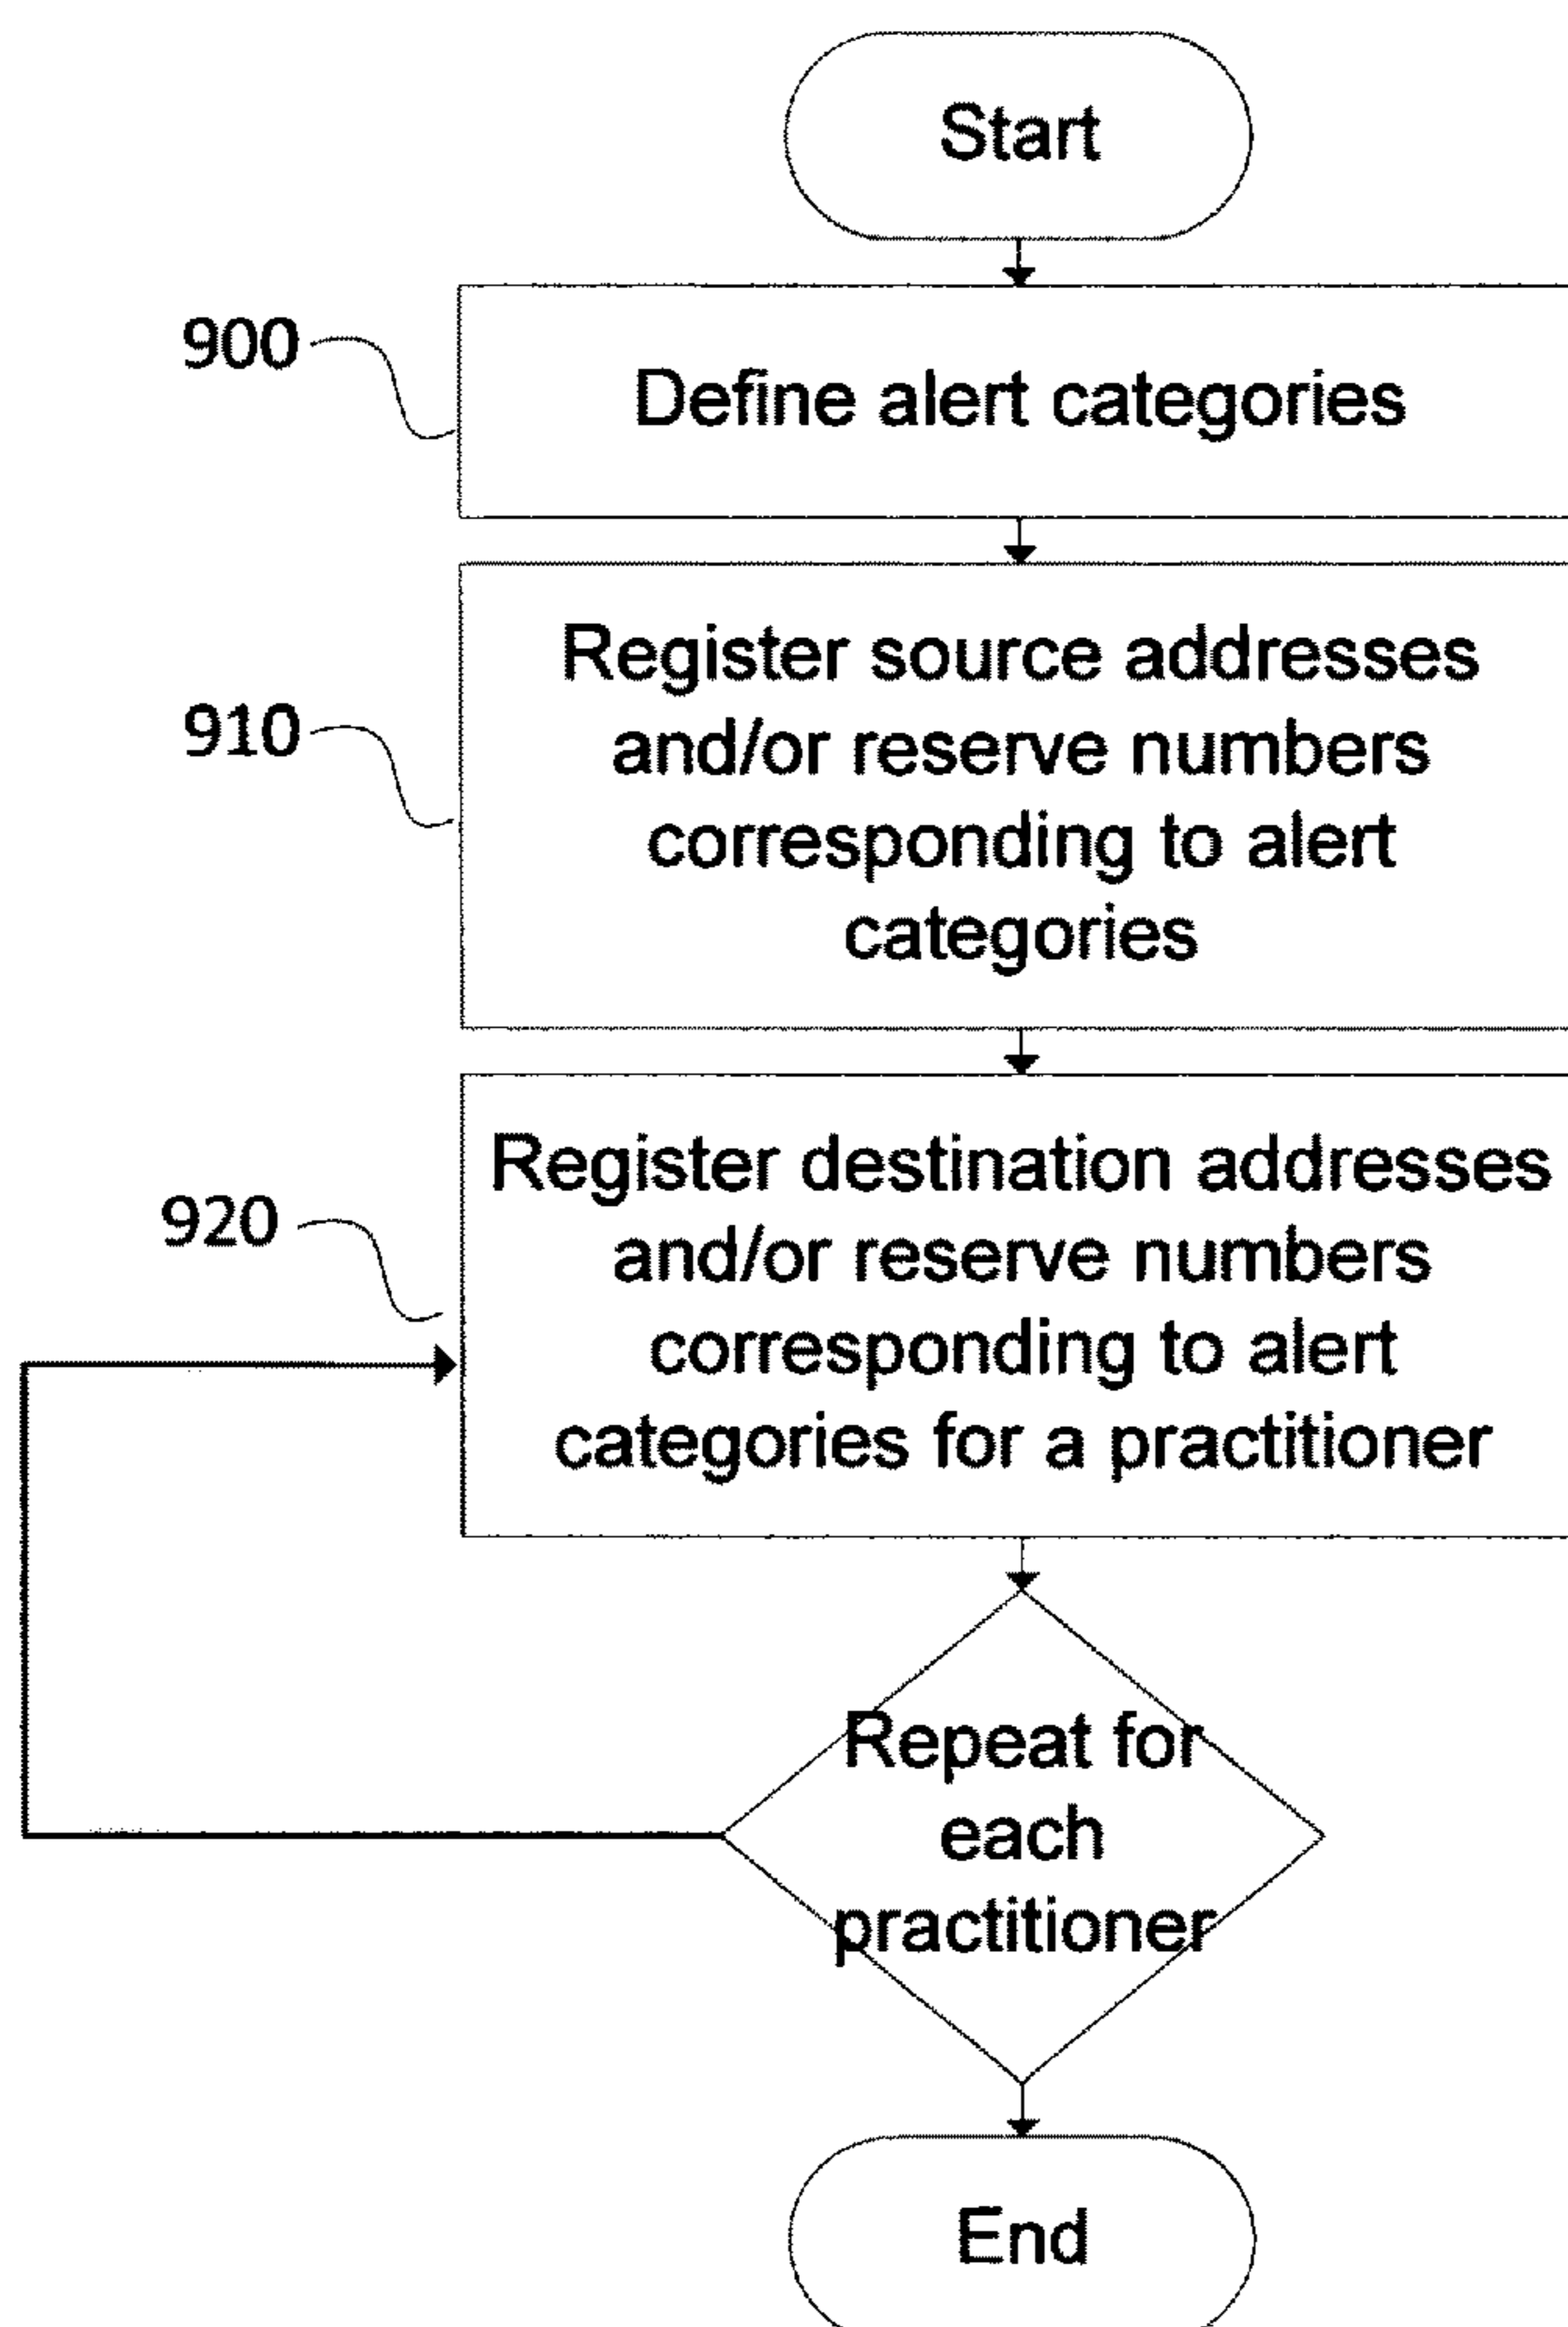 Start
900
Define alert categories
910
Register source addresses
and/or reserve numbers
corresponding to alert
categories
920
Register destination addresses
and/or reserve numbers
corresponding to alert
categories for a practitioner
Repeat for
each
practitioner
End